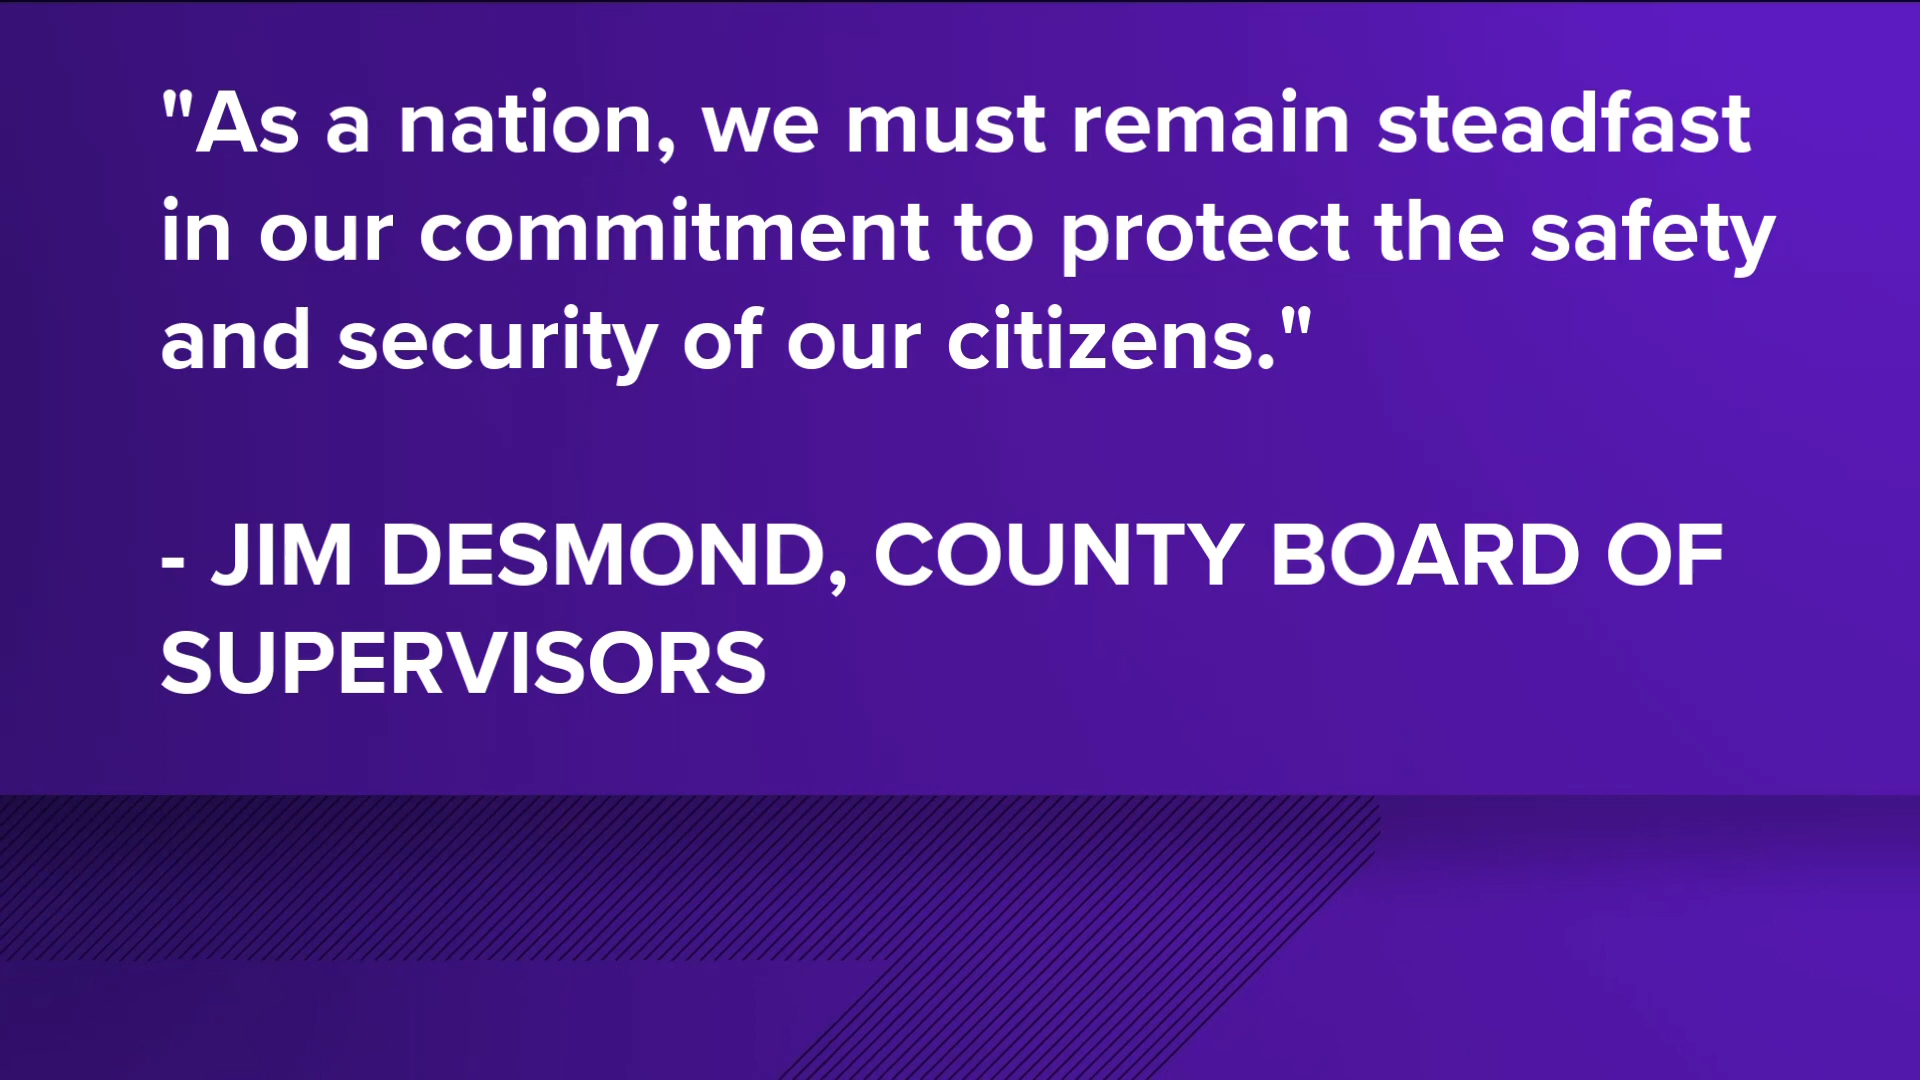 "As a nation, we must remain steadfast
in our commitment to protect the safety
and security of our citizens."
- JIM DESMOND, COUNTY BOARD OF
SUPERVISORS